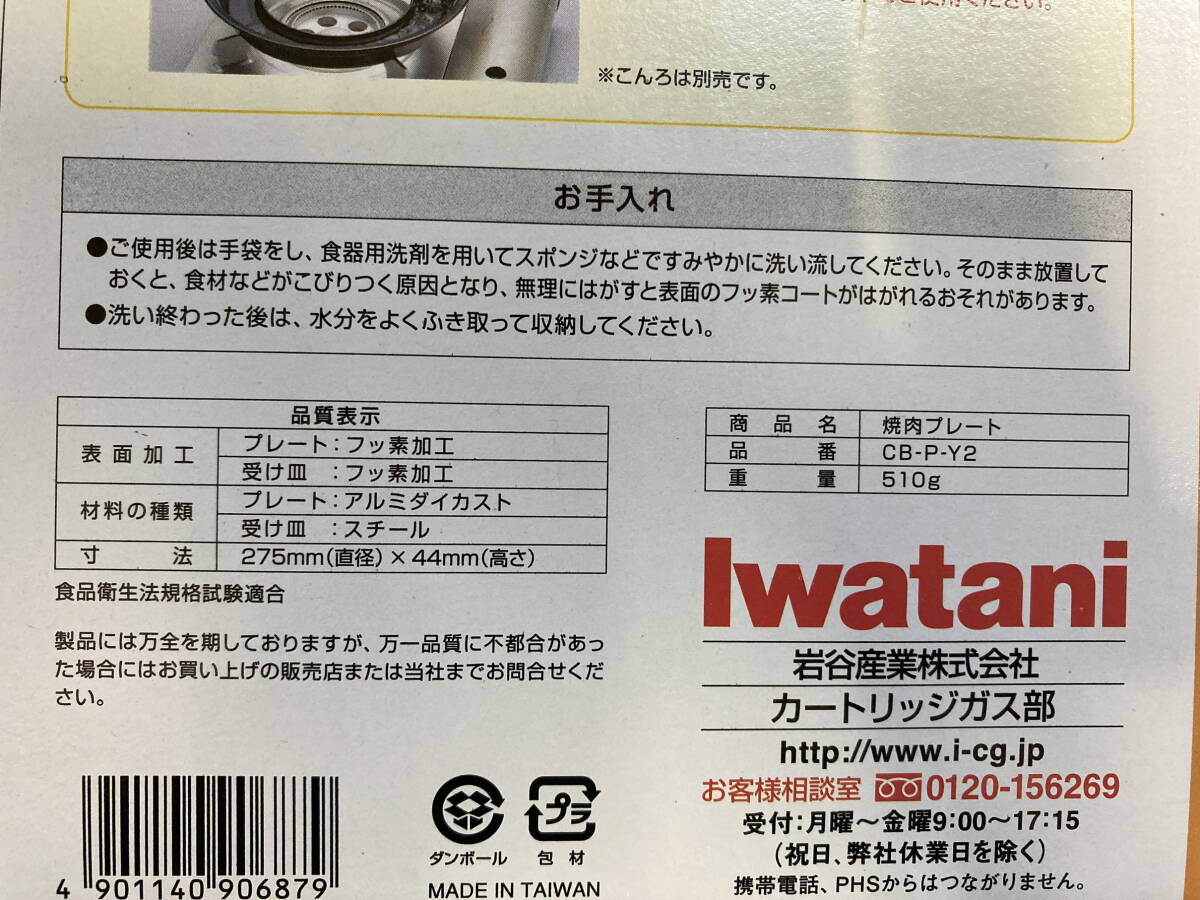 ご使用ください。
※こんろは別売です。
お手入れ
●ご使用後は手袋をし、食器用洗剤を用いてスポンジなどですみやかに洗い流してください。そのまま放置して
おくと、食材などがこびりつく原因となり、無理にはがすと表面のフッ素コートがはがれるおそれがあります。
●洗い終わった後は、水分をよくふき取って収納してください。
品質表示
表面加工 プレート:フッ素加工
受け皿 :フッ素加工
材料の種類 プレート:アルミダイカスト
受け皿 :スチール
寸法 275mm(直径)×44mm(高さ)
食品衛生法規格試験適合
製品には万全を期しておりますが、万一品質に不都合があっ
た場合にはお買い上げの販売店または当社までお問合せくだ
さい。
商品名 焼肉プレート
品番 CB-P-Y2
重量 510g
Iwatani
岩谷産業株式会社
カートリッジガス部
http://www.i-cg.jp
お客様相談室 0120-156269
受付:月曜〜金曜9:00〜17:15
(祝日、弊社休業日を除く)
携帯電話、PHSからはつながりません。
4 901140 906879
プラ
ダンボール 包材
MADE IN TAIWAN